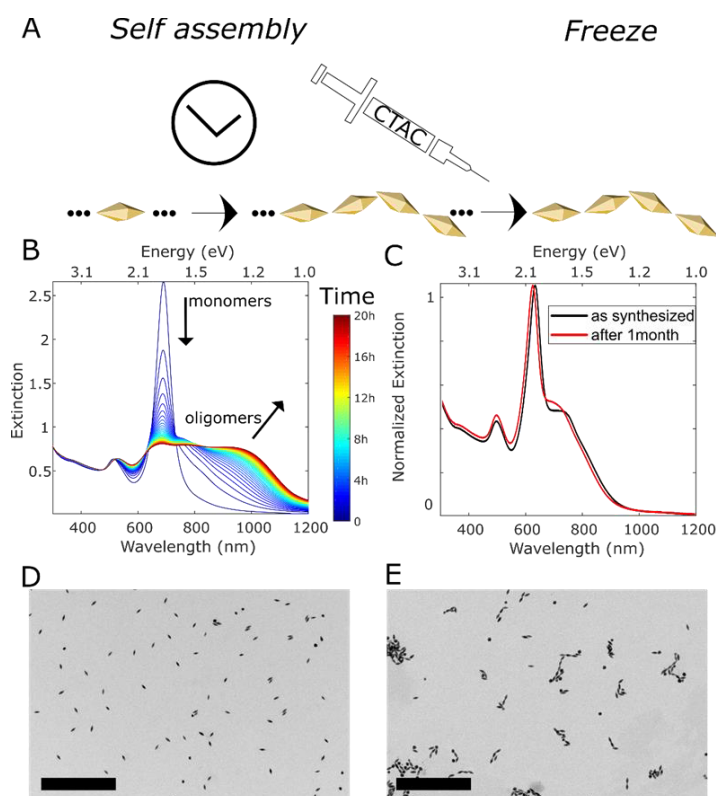 A
Self assembly
Freeze
CTAC
B
Energy (eV)
3.1 2.1 1.5 1.2 1.0
monomers
oligomers
Extinction
2.5
2
1.5
1
0.5
400 600 800 1000 1200
Wavelength (nm)
Time
20h
16h
12h
8h
4h
0
C
Energy (eV)
3.1 2.1 1.5 1.2 1.0
as synthesized
after 1month
Normalized Extinction
1
0
400 600 800 1000 1200
Wavelength (nm)
D
E